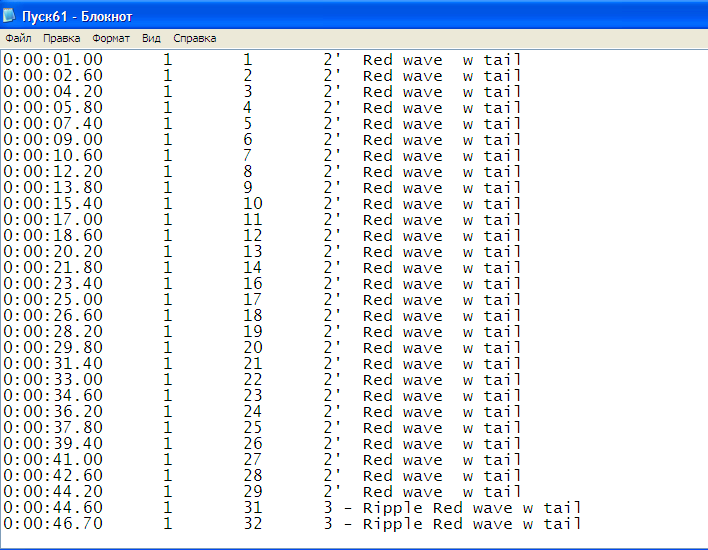 Пуск61 - Блокнот
Файл Правка Формат Вид Справка
0:00:01.00 1 1 2' Red wave w tail
0:00:02.60 1 2 2' Red wave w tail
0:00:04.20 1 3 2' Red wave w tail
0:00:05.80 1 4 2' Red wave w tail
0:00:07.40 1 5 2' Red wave w tail
0:00:09.00 1 6 2' Red wave w tail
0:00:10.60 1 7 2' Red wave w tail
0:00:12.20 1 8 2' Red wave w tail
0:00:13.80 1 9 2' Red wave w tail
0:00:15.40 1 10 2' Red wave w tail
0:00:17.00 1 11 2' Red wave w tail
0:00:18.60 1 12 2' Red wave w tail
0:00:20.20 1 13 2' Red wave w tail
0:00:21.80 1 14 2' Red wave w tail
0:00:23.40 1 16 2' Red wave w tail
0:00:25.00 1 17 2' Red wave w tail
0:00:26.60 1 18 2' Red wave w tail
0:00:28.20 1 19 2' Red wave w tail
0:00:29.80 1 20 2' Red wave w tail
0:00:31.40 1 21 2' Red wave w tail
0:00:33.00 1 22 2' Red wave w tail
0:00:34.60 1 23 2' Red wave w tail
0:00:36.20 1 24 2' Red wave w tail
0:00:37.80 1 25 2' Red wave w tail
0:00:39.40 1 26 2' Red wave w tail
0:00:41.00 1 27 2' Red wave w tail
0:00:42.60 1 28 2' Red wave w tail
0:00:44.20 1 29 2' Red wave w tail
0:00:44.60 1 31 3 - Ripple Red wave w tail
0:00:46.70 1 32 3 - Ripple Red wave w tail